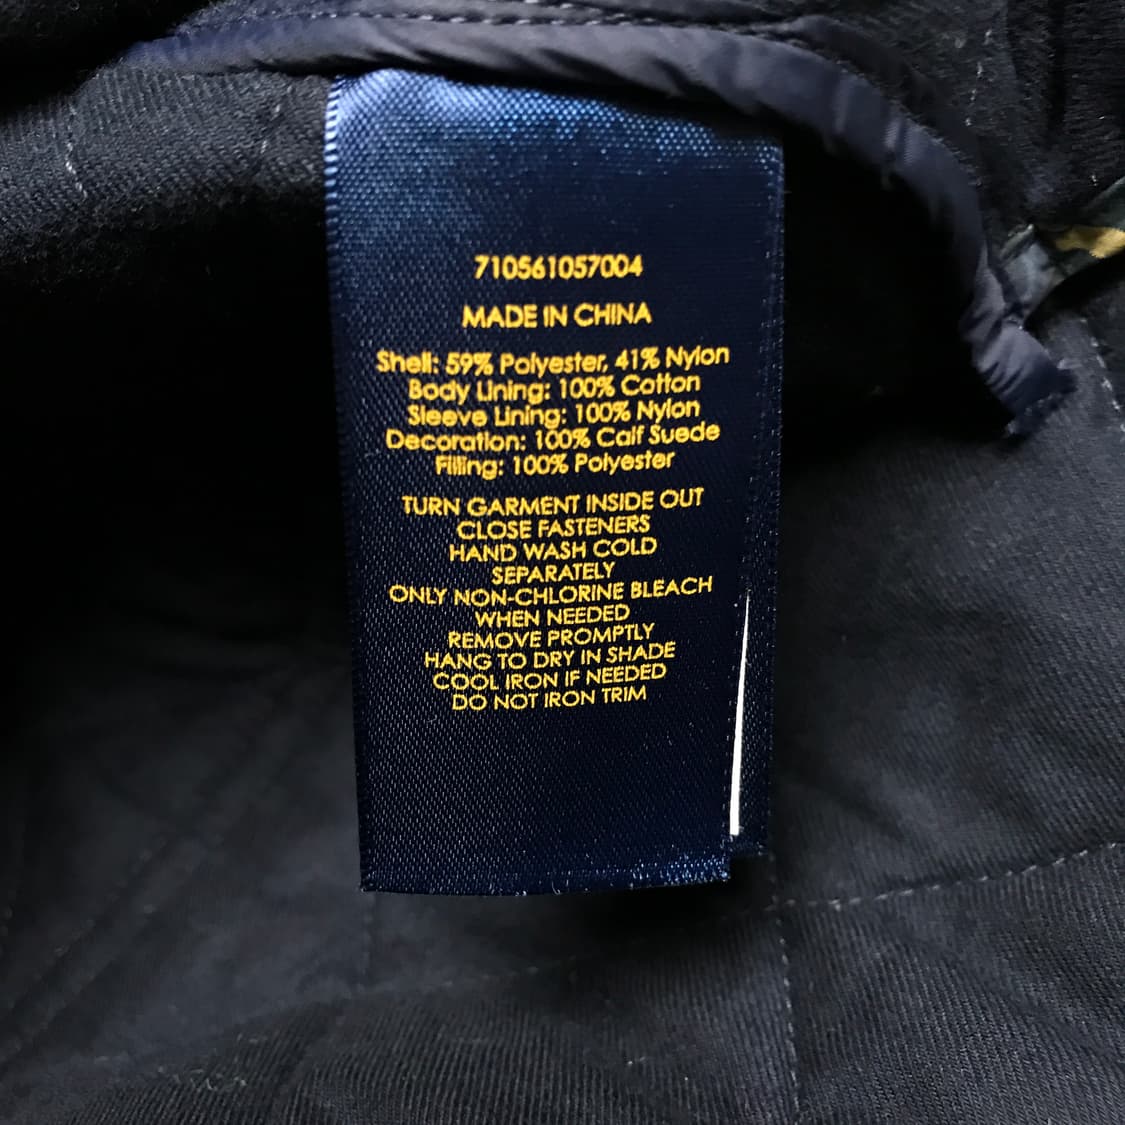 710561057004
MADE IN CHINA
Shell: 59% Polyester, 41% Nylon
Body Lining: 100% Cotton
Sleeve Lining: 100% Nylon
Decoration: 100% Calf Suede
Filling: 100% Polyester
TURN GARMENT INSIDE OUT
CLOSE FASTENERS
HAND WASH COLD
SEPARATELY
ONLY NON-CHLORINE BLEACH
WHEN NEEDED
REMOVE PROMPTLY
HANG TO DRY IN SHADE
COOL IRON IF NEEDED
DO NOT IRON TRIM